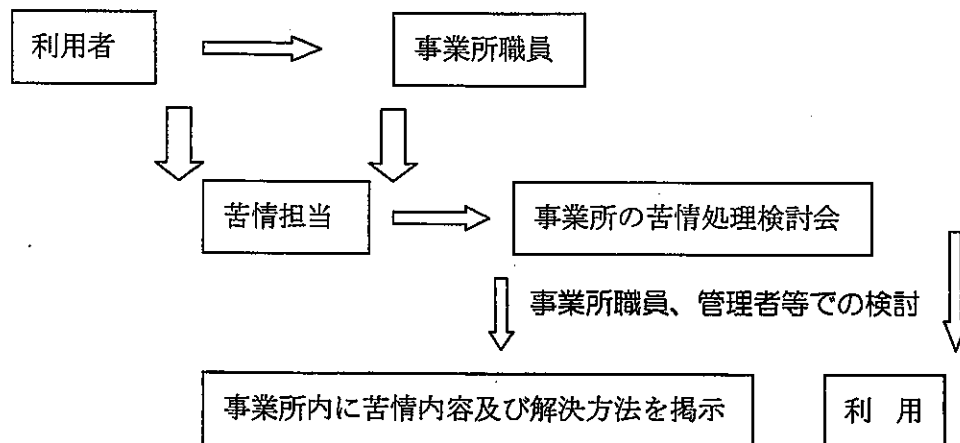 利用者
事業所職員
苦情担当
事業所の苦情処理検討会
事業所職員、管理者等での検討
事業所内に苦情内容及び解決方法を掲示
利　用